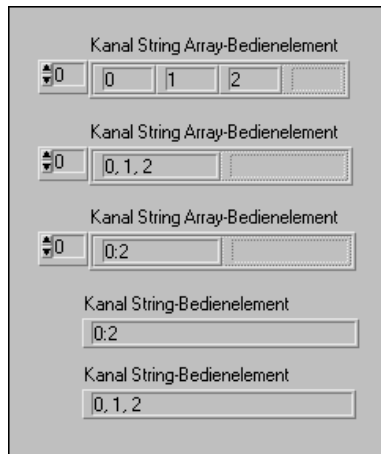 Kanal String Array-Bedienelement
0 0 1 2
Kanal String Array-Bedienelement
0 0, 1, 2
Kanal String Array-Bedienelement
0 0:2
Kanal String-Bedienelement
0:2
Kanal String-Bedienelement
0, 1, 2